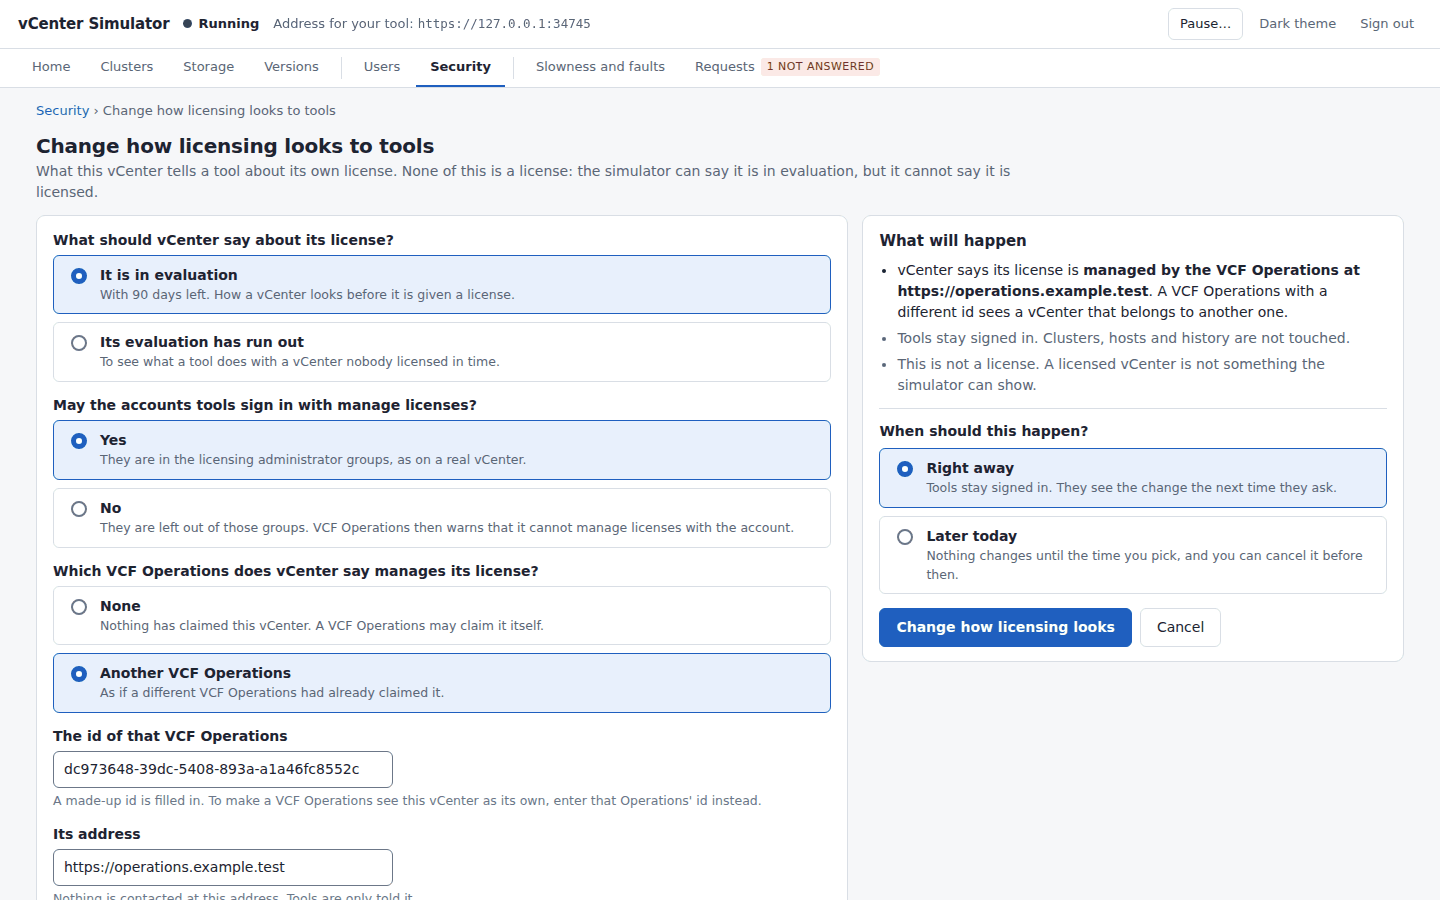 vCenter Simulator
Running
Address for your tool: https://127.0.0.1:34745
Pause…
Dark theme
Sign out
Home
Clusters
Storage
Versions
Users
Security
Slowness and faults
Requests
1 NOT ANSWERED
Security › Change how licensing looks to tools
Change how licensing looks to tools
What this vCenter tells a tool about its own license. None of this is a license: the simulator can say it is in evaluation, but it cannot say it is
licensed.
What should vCenter say about its license?
It is in evaluation
With 90 days left. How a vCenter looks before it is given a license.
Its evaluation has run out
To see what a tool does with a vCenter nobody licensed in time.
May the accounts tools sign in with manage licenses?
Yes
They are in the licensing administrator groups, as on a real vCenter.
No
They are left out of those groups. VCF Operations then warns that it cannot manage licenses with the account.
Which VCF Operations does vCenter say manages its license?
None
Nothing has claimed this vCenter. A VCF Operations may claim it itself.
Another VCF Operations
As if a different VCF Operations had already claimed it.
The id of that VCF Operations
dc973648-39dc-5408-893a-a1a46fc8552c
A made-up id is filled in. To make a VCF Operations see this vCenter as its own, enter that Operations' id instead.
Its address
https://operations.example.test
Nothing is contacted at this address. Tools are only told it.
What will happen
• vCenter says its license is managed by the VCF Operations at
https://operations.example.test. A VCF Operations with a
different id sees a vCenter that belongs to another one.
• Tools stay signed in. Clusters, hosts and history are not touched.
• This is not a license. A licensed vCenter is not something the
simulator can show.
When should this happen?
Right away
Tools stay signed in. They see the change the next time they ask.
Later today
Nothing changes until the time you pick, and you can cancel it before
then.
Change how licensing looks
Cancel